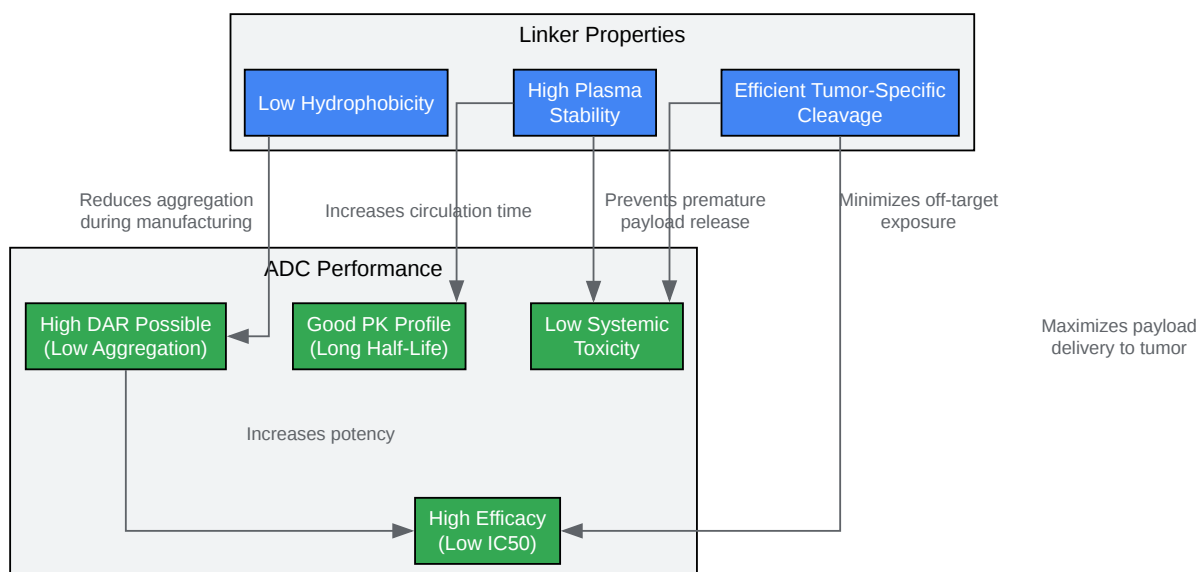 Linker Properties
Low Hydrophobicity
High Plasma
Stability
Efficient Tumor-Specific
Cleavage
Reduces aggregation
during manufacturing
Increases circulation time
Prevents premature
payload release
Minimizes off-target
exposure
ADC Performance
High DAR Possible
(Low Aggregation)
Good PK Profile
(Long Half-Life)
Low Systemic
Toxicity
Maximizes payload
delivery to tumor
Increases potency
High Efficacy
(Low IC50)